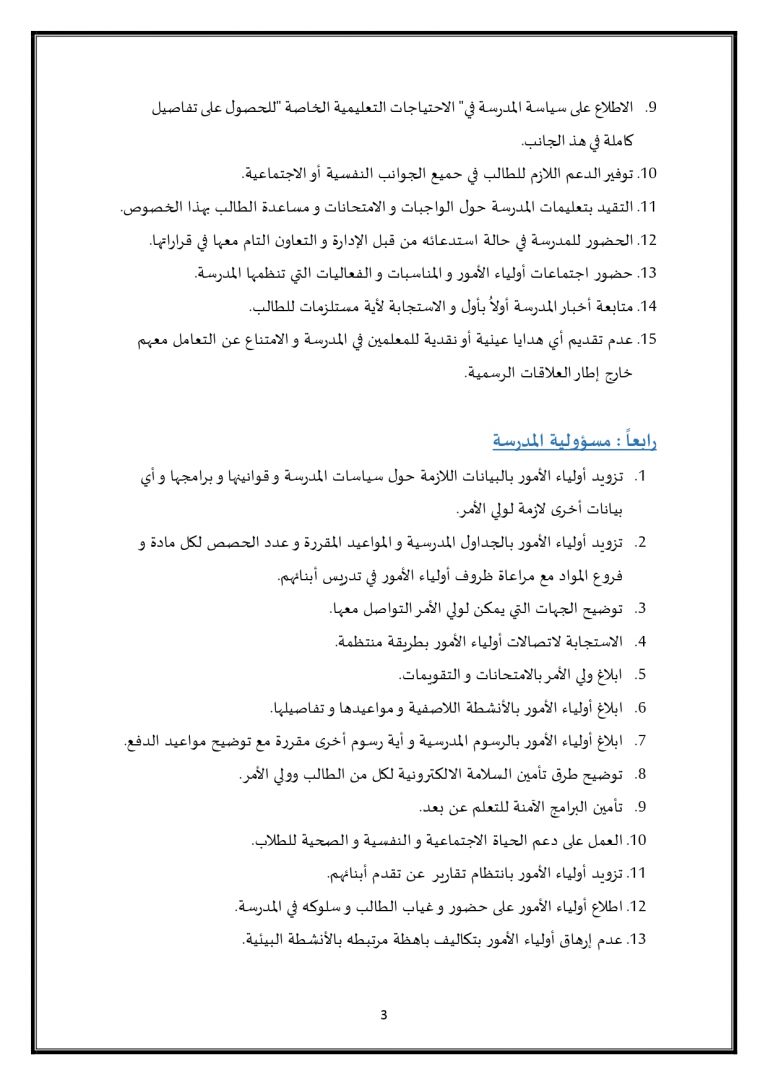 9. الاطلاع على سياسة المدرسة في" الاحتياجات التعليمية الخاصة "للحصول على تفاصيل
كاملة في هذ الجانب.
10. توفير الدعم اللازم للطالب في حميع الجوانب النفسية أو الاجتماعية.
11. التقيد بتعليمات المدرسة حول الواجبات و الامتحانات و مساعدة الطالب بهذا الخصوص.
12. الحضور للمدرسة في حالة استدعائه من قبل الإدارة و التعاون التام معها في قراراتها.
13. حضور اجتماعات أولياء الأمور و المناسبات و الفعاليات التي تنظمها المدرسة.
14. متابعة أخبار المدرسة أولاُ بأول و الاستجابة لأية مستلزمات للطالب.
15. عدم تقديم أي هدايا عينية أو نقدية للمعلمين في المدرسة و الامتناع عن التعامل معهم
خارج إطار العلاقات الرسمية.
رابعاً : مسؤولية المدرسة
1. تزويد أولياء الأمور بالبيانات اللازمة حول سياسات المدرسة و قوانينها و برامجها و أي
بيانات أخرى لازمة لولي الأمر.
2. تزويد أولياء الأمور بالجداول المدرسية و المواعيد المقررة و عدد الحصص لكل مادة و
فروع المواد مع مراعاة ظروف أولياء الأمور في تدريس أبنائهم.
3. توضيح الجهات التي يمكن لولي الأمر التواصل معها.
4. الاستجابة لاتصالات أولياء الأمور بطريقة منتظمة.
5. ابلاغ ولي الأمر بالامتحانات و التقويمات.
6. ابلاغ أولياء الأمور بالأنشطة اللاصفية و مواعيدها و تفاصيلها.
7. ابلاغ أولياء الأمور بالرسوم المدرسية و أية رسوم أخرى مقررة مع توضيح مواعيد الدفع.
8. توضيح طرق تأمين السلامة الالكترونية لكل من الطالب وولي الأمر.
9. تأمين البرامج الآمنة للتعلم عن بعد.
10. العمل على دعم الحياة الاجتماعية و النفسية و الصحية للطلاب.
11. تزويد أولياء الأمور بانتظام تقارير عن تقدم أبنائهم.
12. اطلاع أولياء الأمور على حضور و غياب الطالب و سلوكه في المدرسة.
13. عدم إرهاق أولياء الأمور بتكاليف باهظة مرتبطه بالأنشطة البيئية.
3